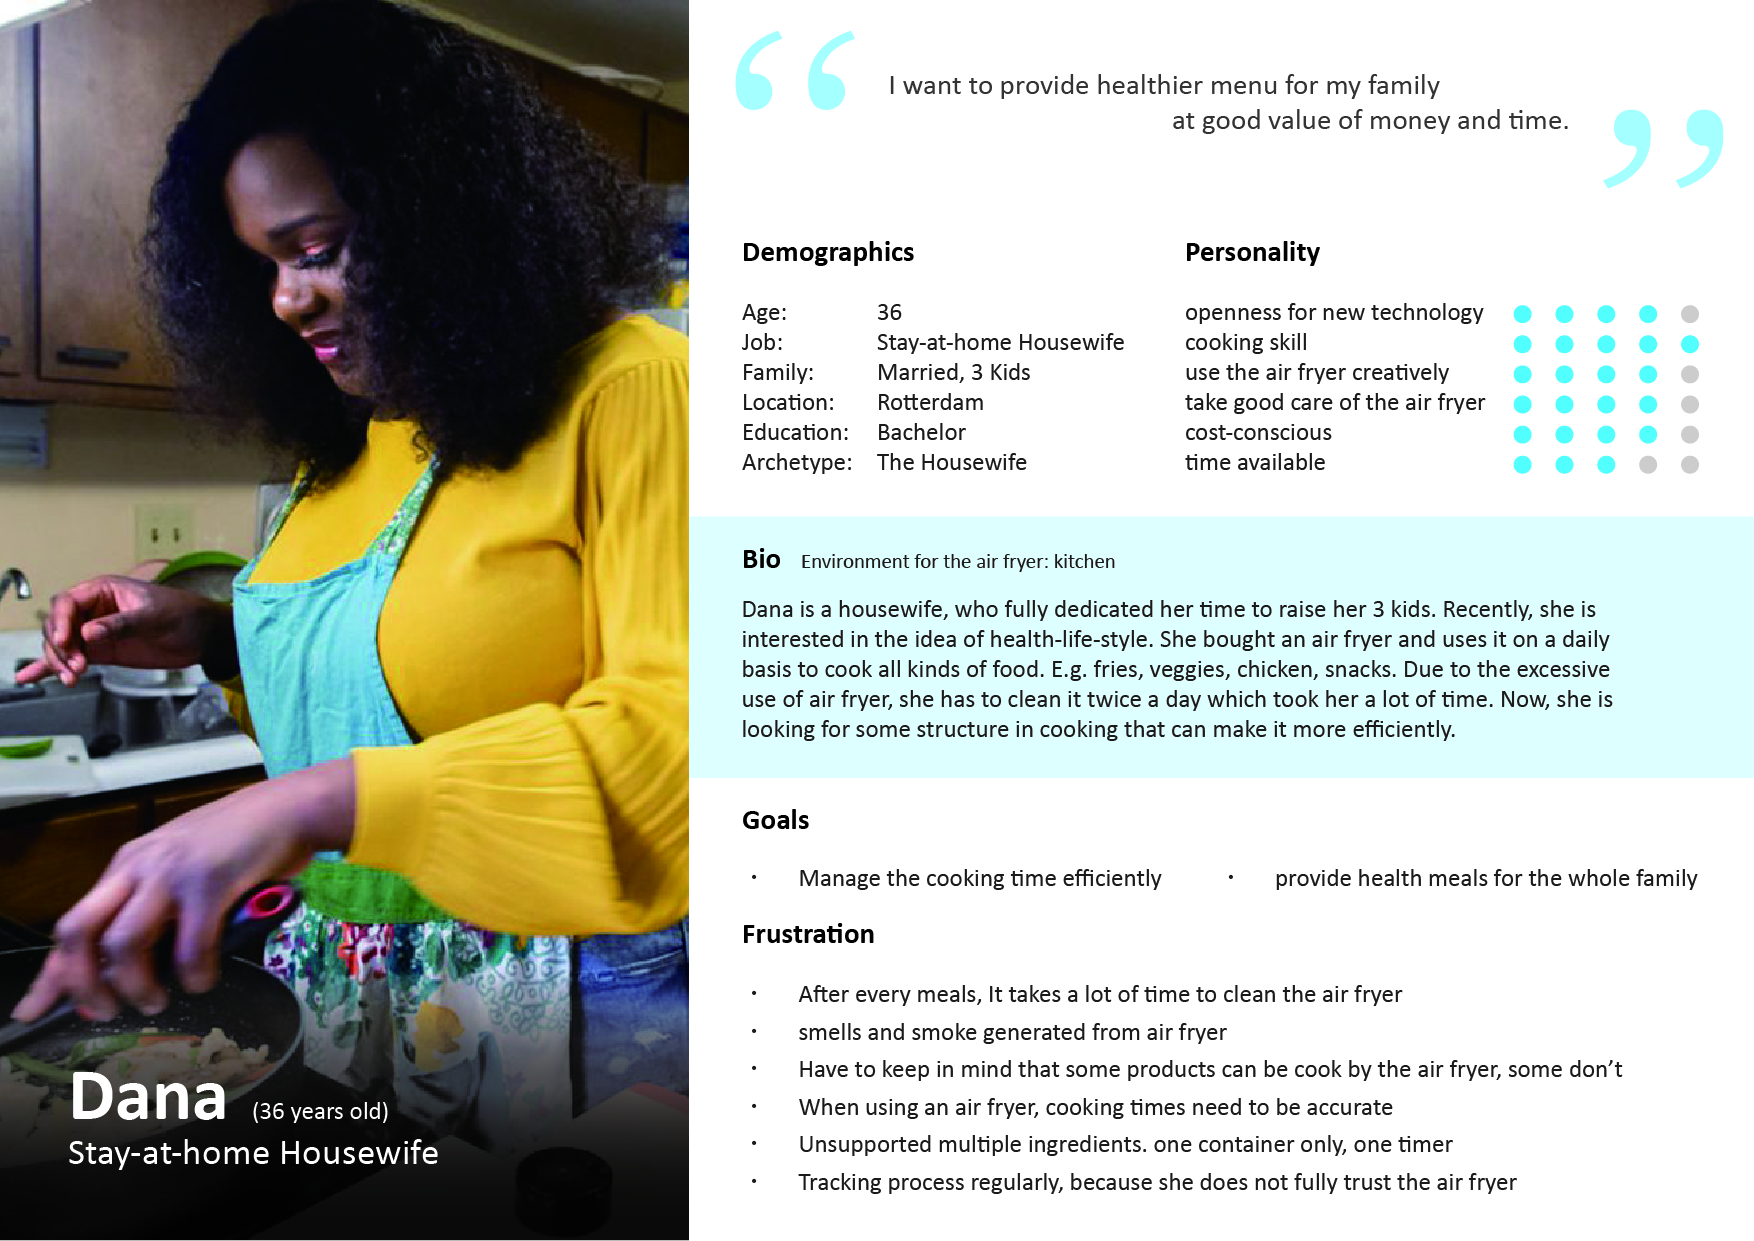 “ I want to provide healthier menu for my family
at good value of money and time. ”
Demographics
Age: 36
Job: Stay-at-home Housewife
Family: Married, 3 Kids
Location: Rotterdam
Education: Bachelor
Archetype: The Housewife
Personality
openness for new technology
cooking skill
use the air fryer creatively
take good care of the air fryer
cost-conscious
time available
Bio Environment for the air fryer: kitchen
Dana is a housewife, who fully dedicated her time to raise her 3 kids. Recently, she is
interested in the idea of health-life-style. She bought an air fryer and uses it on a daily
basis to cook all kinds of food. E.g. fries, veggies, chicken, snacks. Due to the excessive
use of air fryer, she has to clean it twice a day which took her a lot of time. Now, she is
looking for some structure in cooking that can make it more efficiently.
Goals
· Manage the cooking time efficiently · provide health meals for the whole family
Frustration
· After every meals, It takes a lot of time to clean the air fryer
· smells and smoke generated from air fryer
· Have to keep in mind that some products can be cook by the air fryer, some don’t
· When using an air fryer, cooking times need to be accurate
· Unsupported multiple ingredients. one container only, one timer
· Tracking process regularly, because she does not fully trust the air fryer
Dana (36 years old)
Stay-at-home Housewife